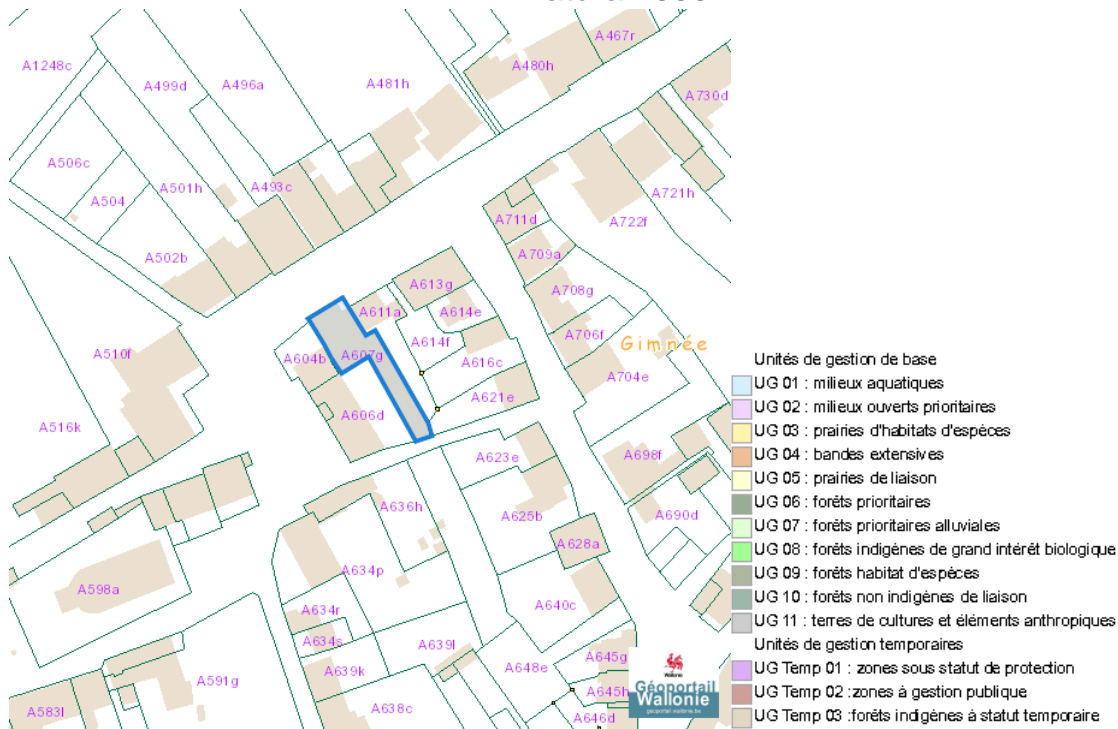 A467r
A1248c
A480h
A499d
A496a
A481h
A730d
A506c
A504
A501h
A493c
A721h
A711d
A722f
A502b
A709a
A613g
A708g
A611a
A614e
A706f
A614f
Gimnée
A510f
A604b
A607g
A616c
A704e
A621e
A606d
A516k
A623e
A698f
A636h
A625b
A690d
A628a
A634p
A598a
A640c
A634r
A634s
A639l
A639k
A648e
A645g
A591g
A645h
A583l
A638c
A646d
Wallonie
Géoportail
Wallonie
geoportail.wallonie.be
Unités de gestion de base
UG 01 : milieux aquatiques
UG 02 : milieux ouverts prioritaires
UG 03 : prairies d'habitats d'espèces
UG 04 : bandes extensives
UG 05 : prairies de liaison
UG 06 : forêts prioritaires
UG 07 : forêts prioritaires alluviales
UG 08 : forêts indigènes de grand intérêt biologique
UG 09 : forêts habitat d'espèces
UG 10 : forêts non indigènes de liaison
UG 11 : terres de cultures et éléments anthropiques
Unités de gestion temporaires
UG Temp 01 : zones sous statut de protection
UG Temp 02 :zones à gestion publique
UG Temp 03 :forêts indigènes à statut temporaire